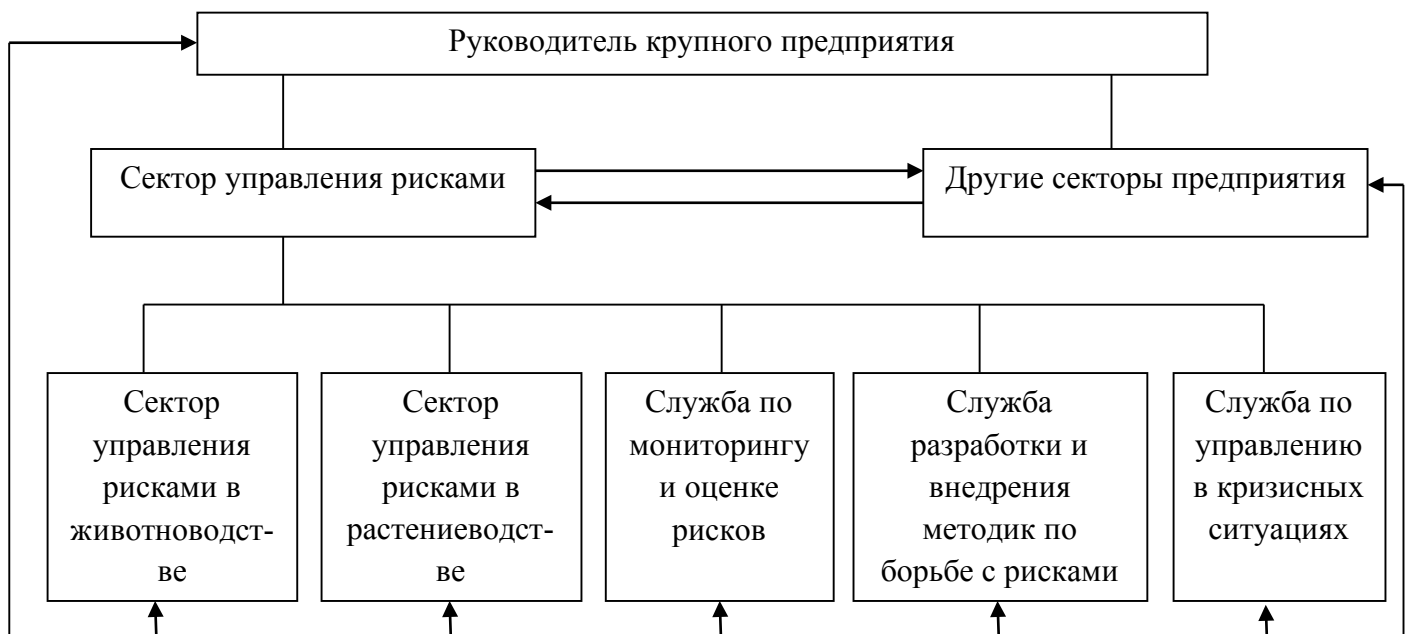 Руководитель крупного предприятия
Сектор управления рисками
Другие секторы предприятия
Сектор
управления
рисками в
животноводст-
ве
Сектор
управления
рисками в
растениеводст-
ве
Служба по
мониторингу
и оценке
рисков
Служба
разработки и
внедрения
методик по
борьбе с рисками
Служба по
управлению
в кризисных
ситуациях